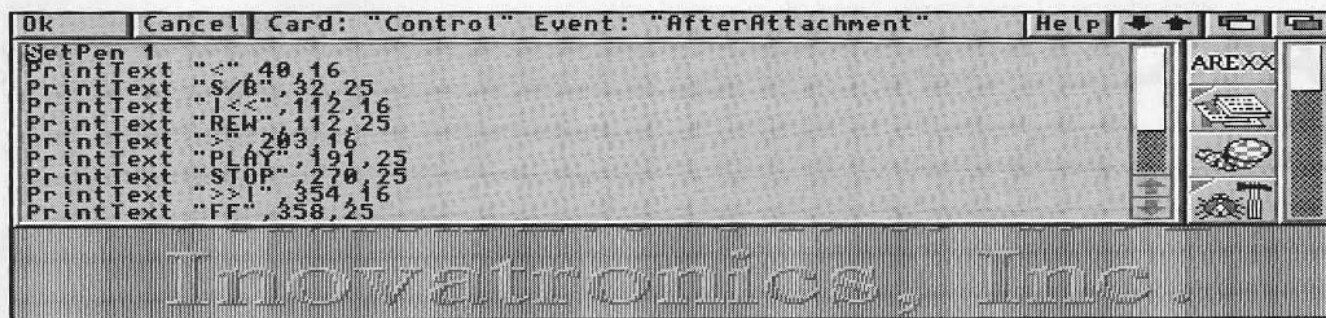 Ok Cancel Card: "Control" Event: "AfterAttachment" Help
SetPen 1
PrintText "<",40,16
PrintText "S/B",32,25
PrintText "|<<",112,16
PrintText "REW",112,25
PrintText ">",203,16
PrintText "PLAY",191,25
PrintText "STOP",270,25
PrintText ">>|",354,16
PrintText "FF",358,25
AREXX
Inovatronics, Inc.